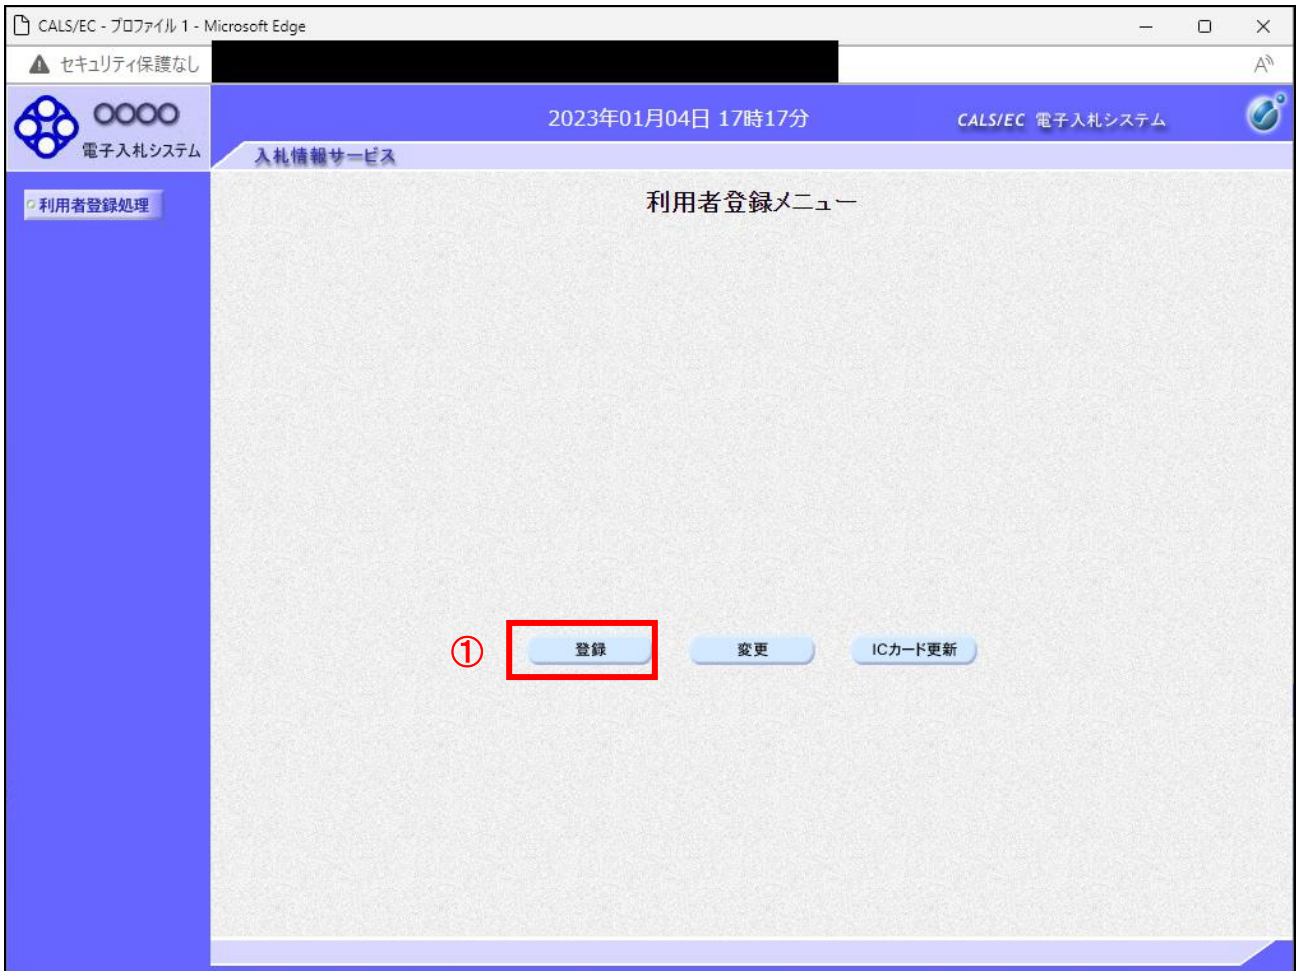 CALS/EC - プロファイル 1 - Microsoft Edge
セキュリティ保護なし
〇〇〇〇
電子入札システム
2023年01月04日 17時17分
CALS/EC 電子入札システム
入札情報サービス
利用者登録処理
利用者登録メニュー
① 登録 変更 ICカード更新